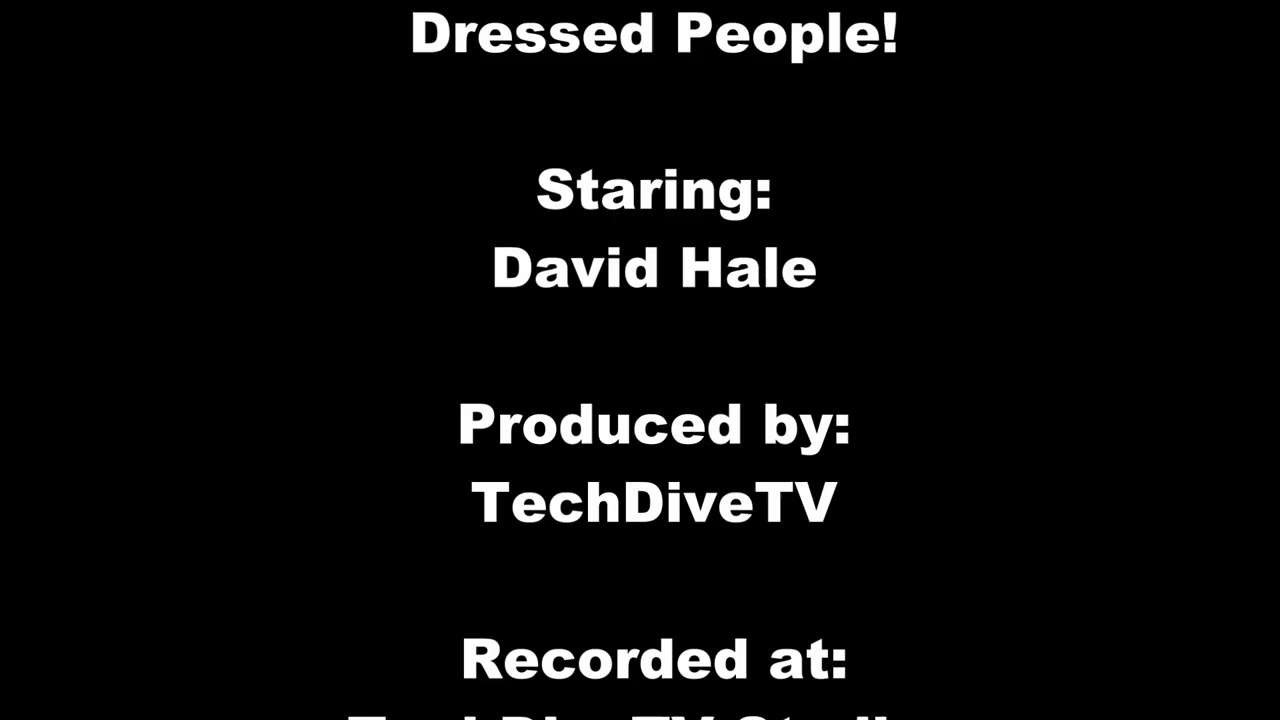 Dressed People!
Staring:
David Hale
Produced by:
TechDiveTV
Recorded at: